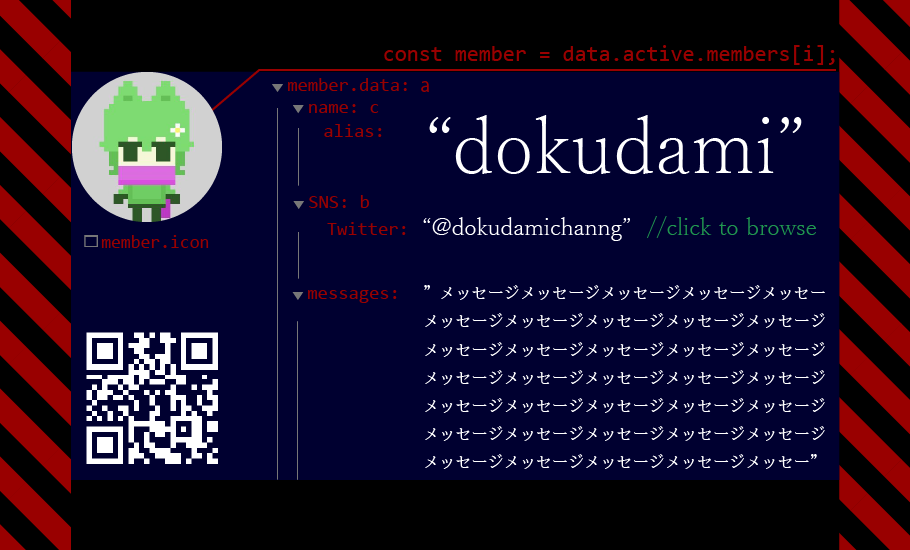 const member = data.active.members[i];
member.data: a
name: c
alias: “dokudami”
SNS: b
Twitter: “@dokudamichanng” //click to browse
member.icon
messages: ” メッセージメッセージメッセージメッセージメッセー
メッセージメッセージメッセージメッセージメッセージ
メッセージメッセージメッセージメッセージメッセージ
メッセージメッセージメッセージメッセージメッセージ
メッセージメッセージメッセージメッセージメッセージ
メッセージメッセージメッセージメッセージメッセージ
メッセージメッセージメッセージメッセージメッセー”